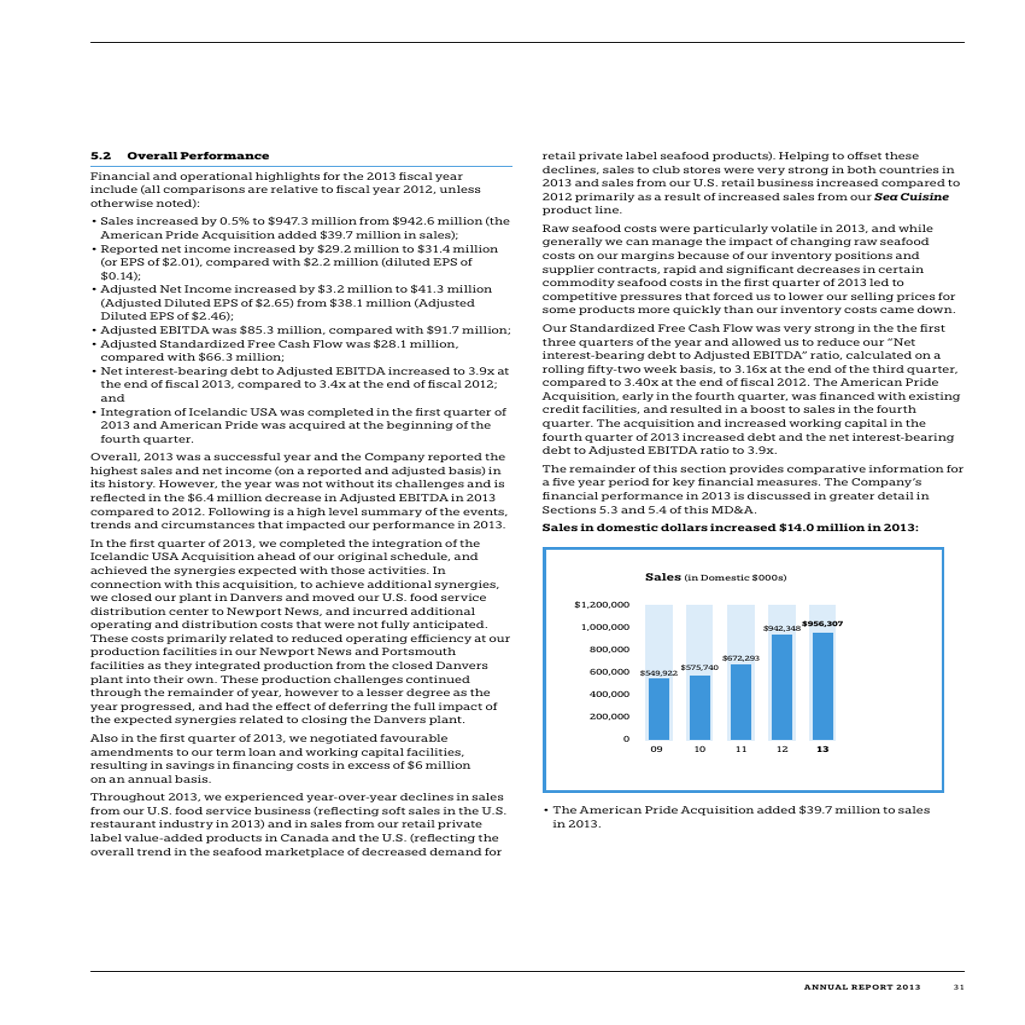 5.2 Overall Performance
Financial and operational highlights for the 2013 fiscal year
include (all comparisons are relative to fiscal year 2012, unless
otherwise noted):
• Sales increased by 0.5% to $947.3 million from $942.6 million (the
American Pride Acquisition added $39.7 million in sales);
• Reported net income increased by $29.2 million to $31.4 million
(or EPS of $2.01), compared with $2.2 million (diluted EPS of
$0.14);
• Adjusted Net Income increased by $3.2 million to $41.3 million
(Adjusted Diluted EPS of $2.65) from $38.1 million (Adjusted
Diluted EPS of $2.46);
• Adjusted EBITDA was $85.3 million, compared with $91.7 million;
• Adjusted Standardized Free Cash Flow was $28.1 million,
compared with $66.3 million;
• Net interest-bearing debt to Adjusted EBITDA increased to 3.9x at
the end of fiscal 2013, compared to 3.4x at the end of fiscal 2012;
and
• Integration of Icelandic USA was completed in the first quarter of
2013 and American Pride was acquired at the beginning of the
fourth quarter.
Overall, 2013 was a successful year and the Company reported the
highest sales and net income (on a reported and adjusted basis) in
its history. However, the year was not without its challenges and is
reflected in the $6.4 million decrease in Adjusted EBITDA in 2013
compared to 2012. Following is a high level summary of the events,
trends and circumstances that impacted our performance in 2013.
In the first quarter of 2013, we completed the integration of the
Icelandic USA Acquisition ahead of our original schedule, and
achieved the synergies expected with those activities. In
connection with this acquisition, to achieve additional synergies,
we closed our plant in Danvers and moved our U.S. food service
distribution center to Newport News, and incurred additional
operating and distribution costs that were not fully anticipated.
These costs primarily related to reduced operating efficiency at our
production facilities in our Newport News and Portsmouth
facilities as they integrated production from the closed Danvers
plant into their own. These production challenges continued
through the remainder of year, however to a lesser degree as the
year progressed, and had the effect of deferring the full impact of
the expected synergies related to closing the Danvers plant.
Also in the first quarter of 2013, we negotiated favourable
amendments to our term loan and working capital facilities,
resulting in savings in financing costs in excess of $6 million
on an annual basis.
Throughout 2013, we experienced year-over-year declines in sales
from our U.S. food service business (reflecting soft sales in the U.S.
restaurant industry in 2013) and in sales from our retail private
label value-added products in Canada and the U.S. (reflecting the
overall trend in the seafood marketplace of decreased demand for
retail private label seafood products). Helping to offset these
declines, sales to club stores were very strong in both countries in
2013 and sales from our U.S. retail business increased compared to
2012 primarily as a result of increased sales from our Sea Cuisine
product line.
Raw seafood costs were particularly volatile in 2013, and while
generally we can manage the impact of changing raw seafood
costs on our margins because of our inventory positions and
supplier contracts, rapid and significant decreases in certain
commodity seafood costs in the first quarter of 2013 led to
competitive pressures that forced us to lower our selling prices for
some products more quickly than our inventory costs came down.
Our Standardized Free Cash Flow was very strong in the the first
three quarters of the year and allowed us to reduce our “Net
interest-bearing debt to Adjusted EBITDA” ratio, calculated on a
rolling fifty-two week basis, to 3.16x at the end of the third quarter,
compared to 3.40x at the end of fiscal 2012. The American Pride
Acquisition, early in the fourth quarter, was financed with existing
credit facilities, and resulted in a boost to sales in the fourth
quarter. The acquisition and increased working capital in the
fourth quarter of 2013 increased debt and the net interest-bearing
debt to Adjusted EBITDA ratio to 3.9x.
The remainder of this section provides comparative information for
a five year period for key financial measures. The Company’s
financial performance in 2013 is discussed in greater detail in
Sections 5.3 and 5.4 of this MD&A.
Sales in domestic dollars increased $14.0 million in 2013:
Sales (in Domestic $000s)
$1,200,000
1,000,000
800,000
600,000
400,000
200,000
0
$549,922 $575,740 $672,293 $942,348 $956,307
09 10 11 12 13
• The American Pride Acquisition added $39.7 million to sales
in 2013.
ANNUAL REPORT 2013 31